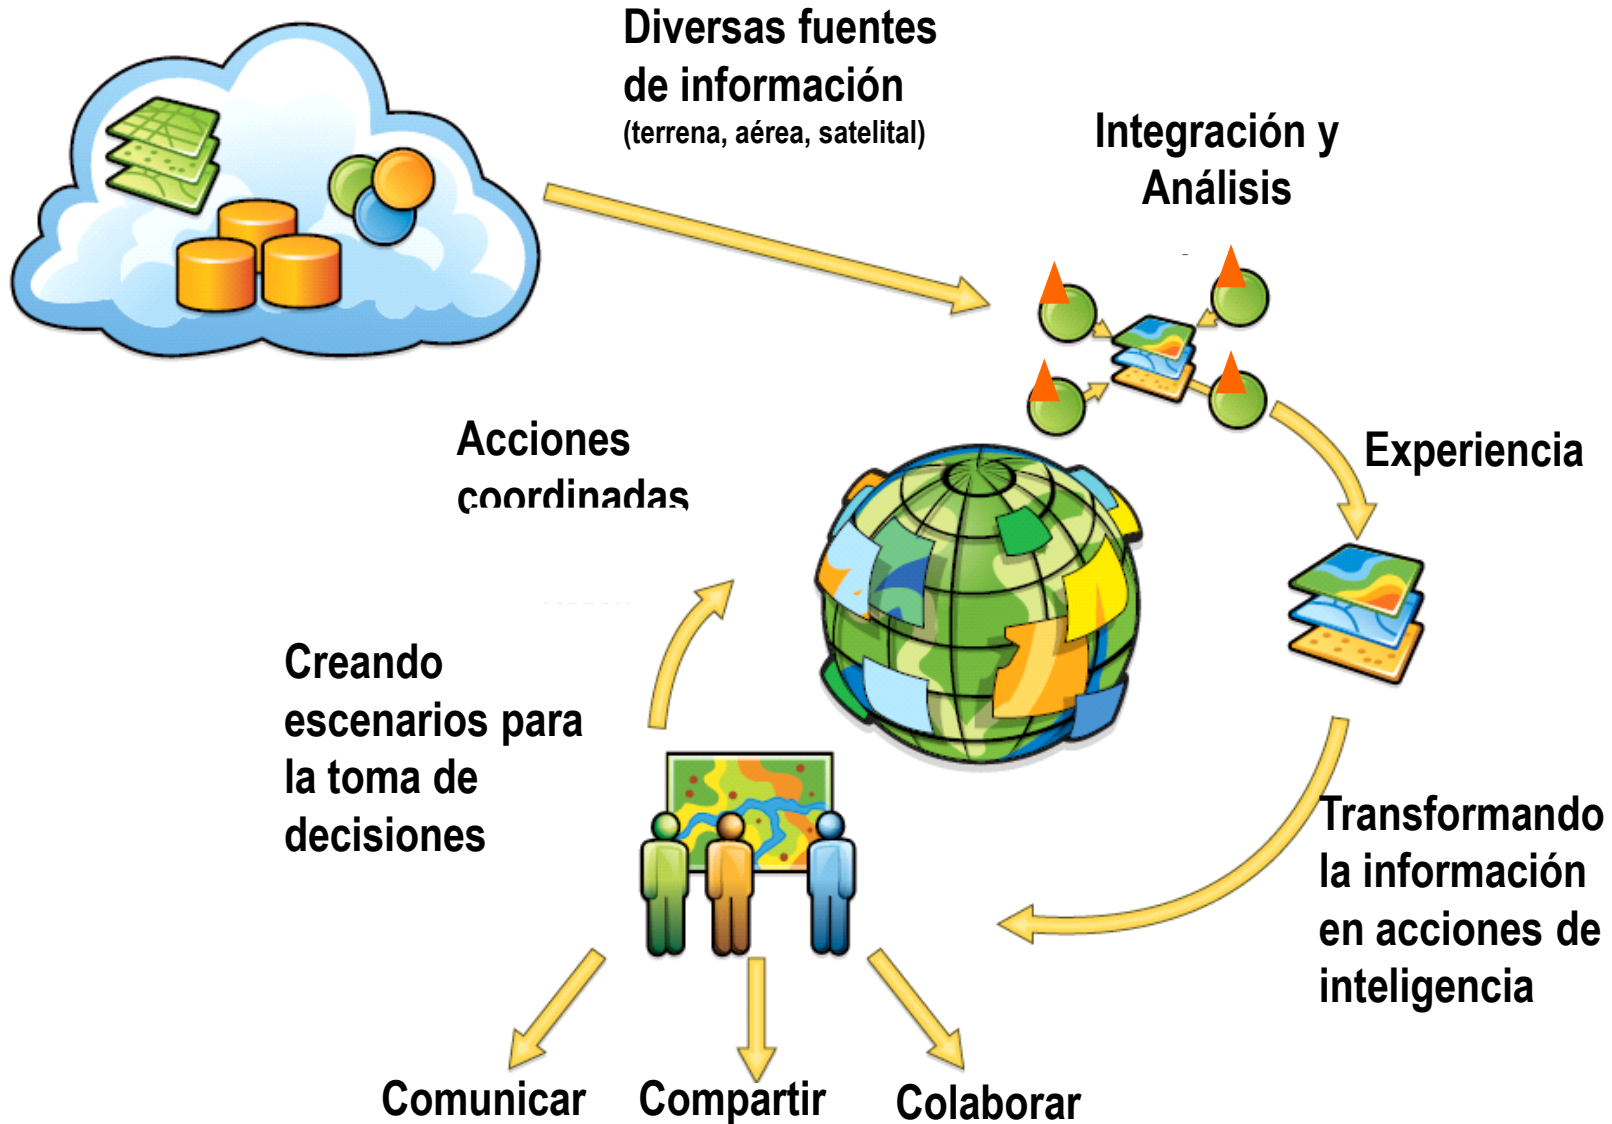 Diversas fuentes
de información
(terrena, aérea, satelital)
Integración y
Análisis
Experiencia
Acciones
coordinadas
Creando
escenarios para
la toma de
decisiones
Transformando
la información
en acciones de
inteligencia
Comunicar
Compartir
Colaborar